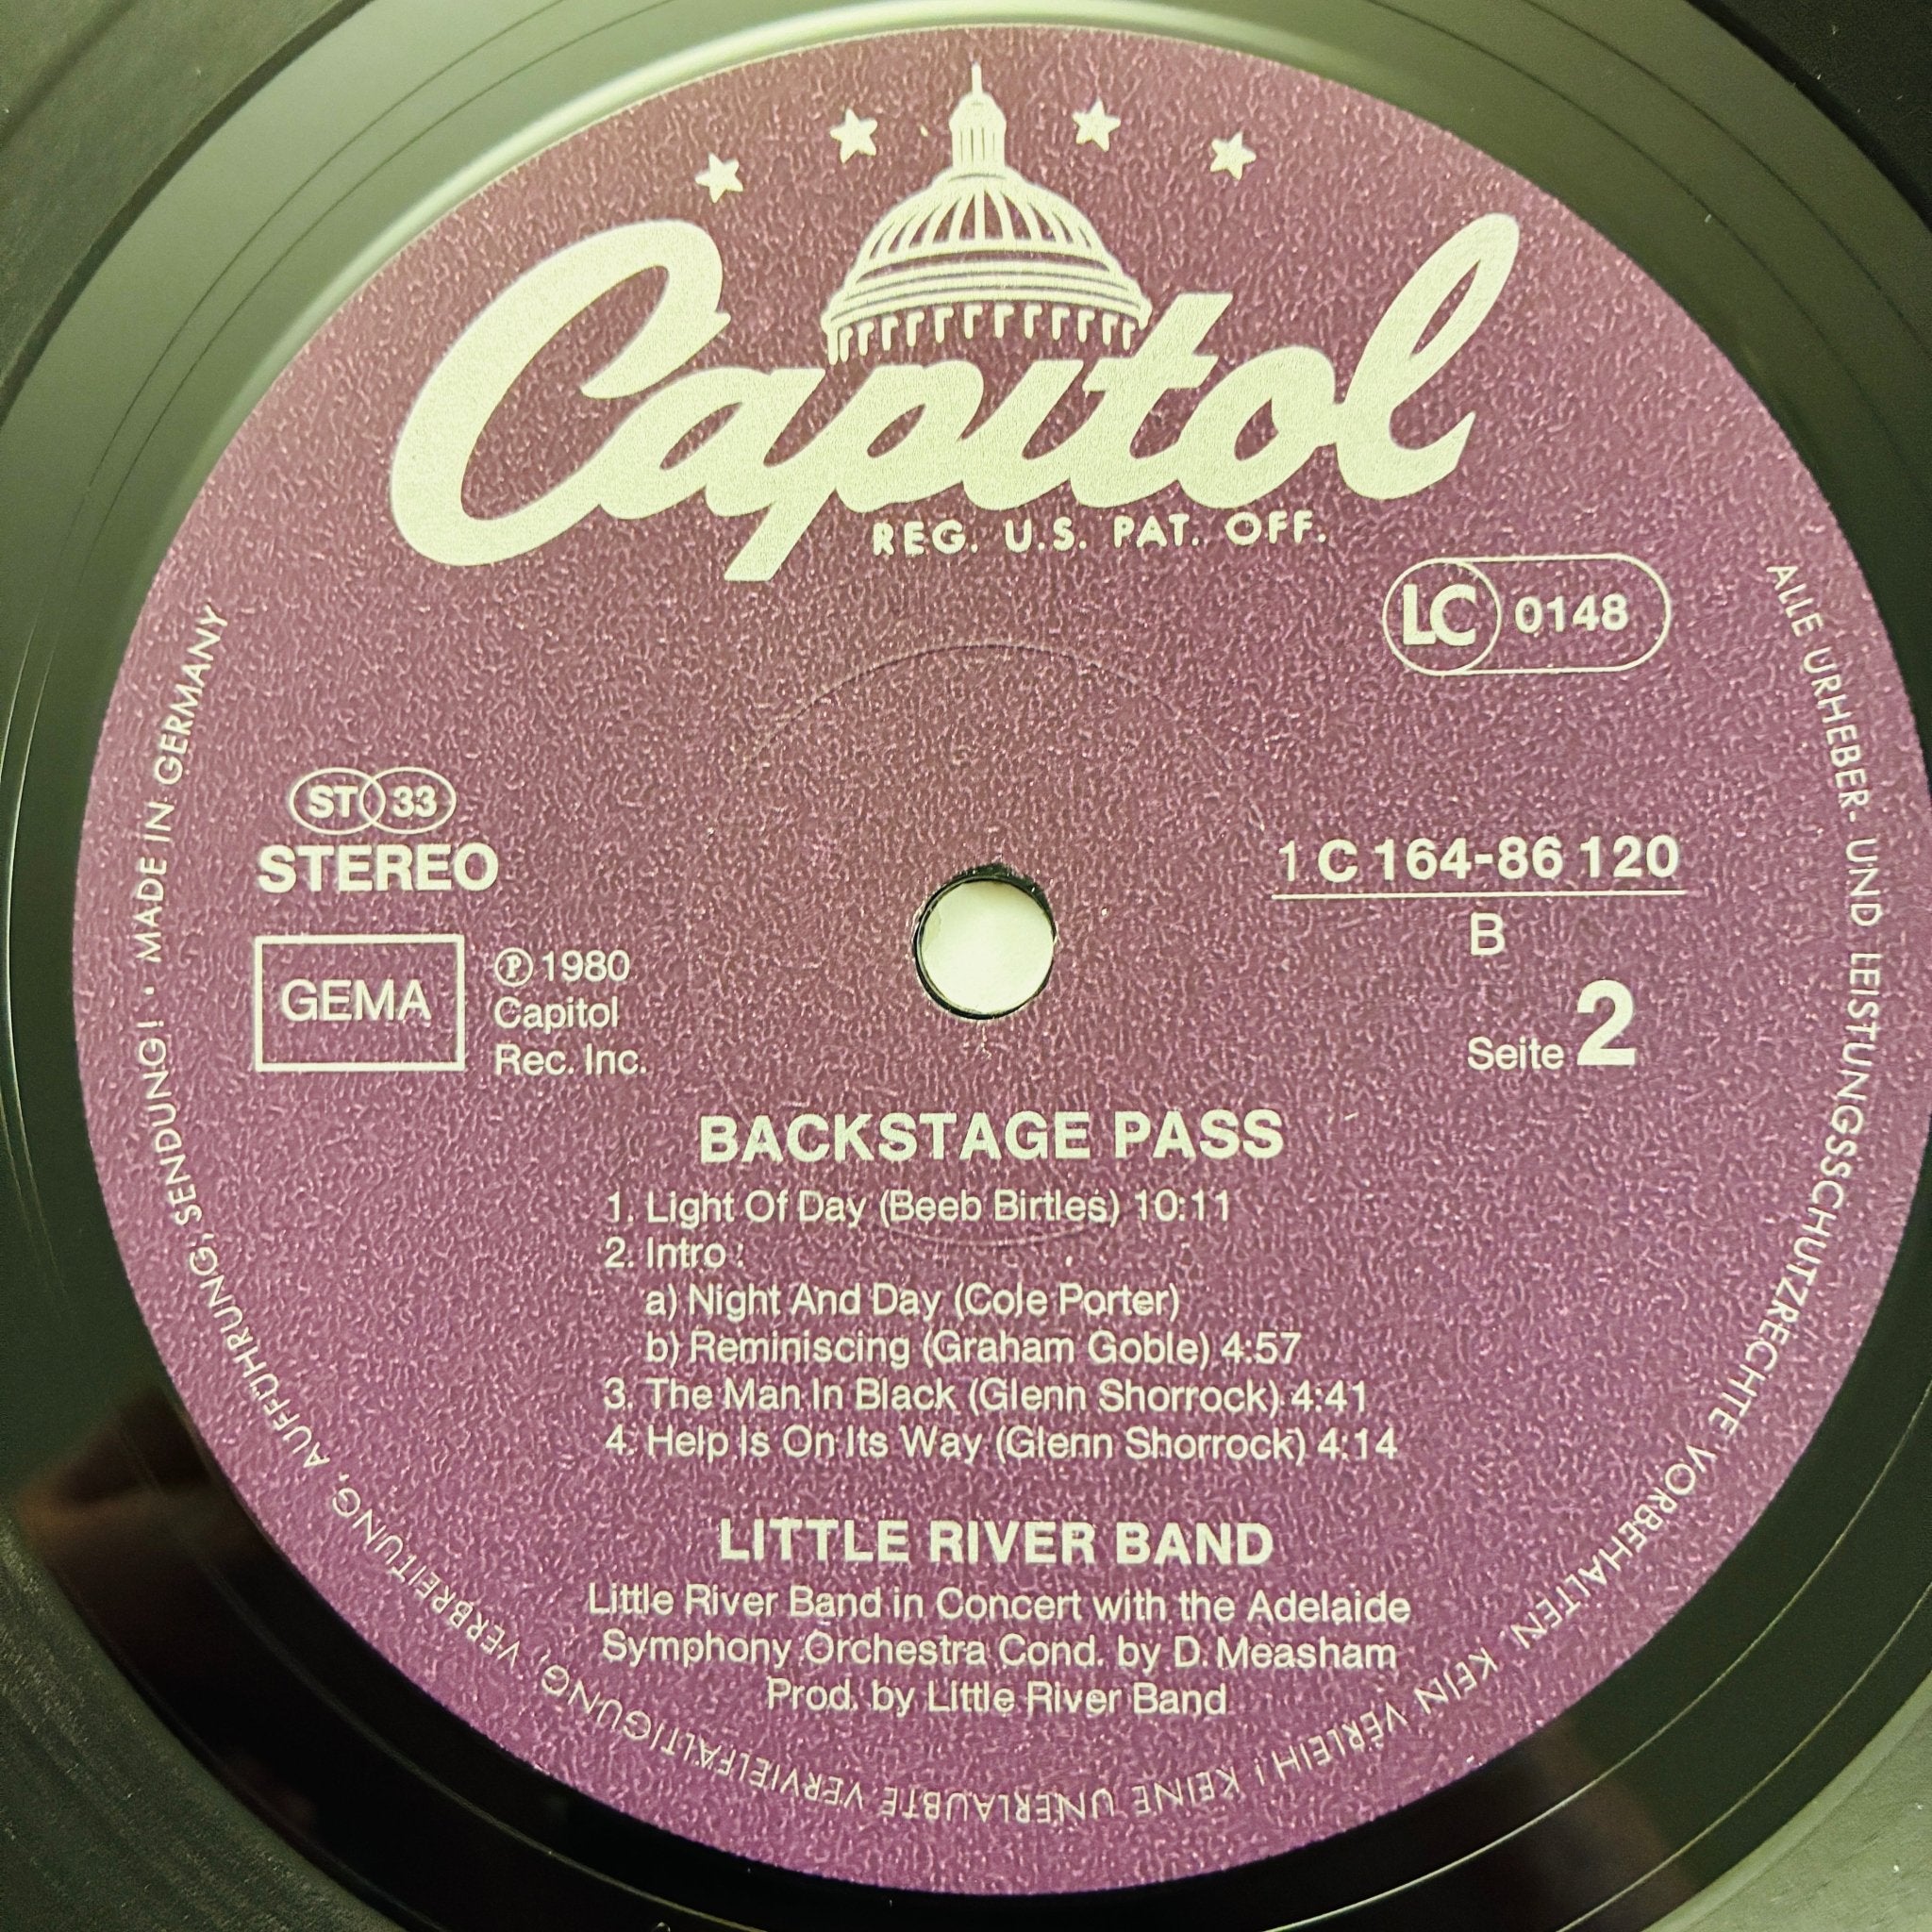 Capitol
REG. U.S. PAT. OFF.
LC 0148
ST 33
STEREO
GEMA
℗ 1980
Capitol
Rec. Inc.
1 C 164-86 120
B
Seite 2
BACKSTAGE PASS
1. Light Of Day (Beeb Birtles) 10:11
2. Intro:
a) Night And Day (Cole Porter)
b) Reminiscing (Graham Goble) 4:57
3. The Man In Black (Glenn Shorrock) 4:41
4. Help Is On Its Way (Glenn Shorrock) 4:14
LITTLE RIVER BAND
Little River Band in Concert with the Adelaide
Symphony Orchestra Cond. by D. Measham
Prod. by Little River Band
ALLE URHEBER- UND LEISTUNGSSCHUTZRECHTE VORBEHALTEN. KEIN VERLEIH! KEINE UNERLAUBTE VERVIELFÄLTIGUNG, VERBREITUNG, AUFFÜHRUNG, SENDUNG! · MADE IN GERMANY